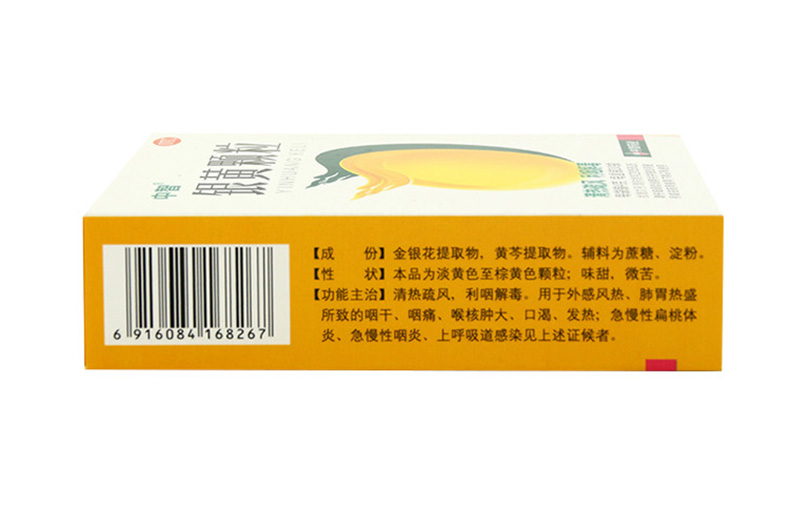 中智
银黄颗粒
YINHUANG KELI
【成　份】金银花提取物，黄芩提取物。辅料为蔗糖、淀粉。
【性　状】本品为淡黄色至棕黄色颗粒；味甜，微苦。
【功能主治】清热疏风，利咽解毒。用于外感风热、肺胃热盛
所致的咽干、咽痛、喉核肿大、口渴、发热；急慢性扁桃体
炎、急慢性咽炎、上呼吸道感染见上述证候者。
6 916084 168267